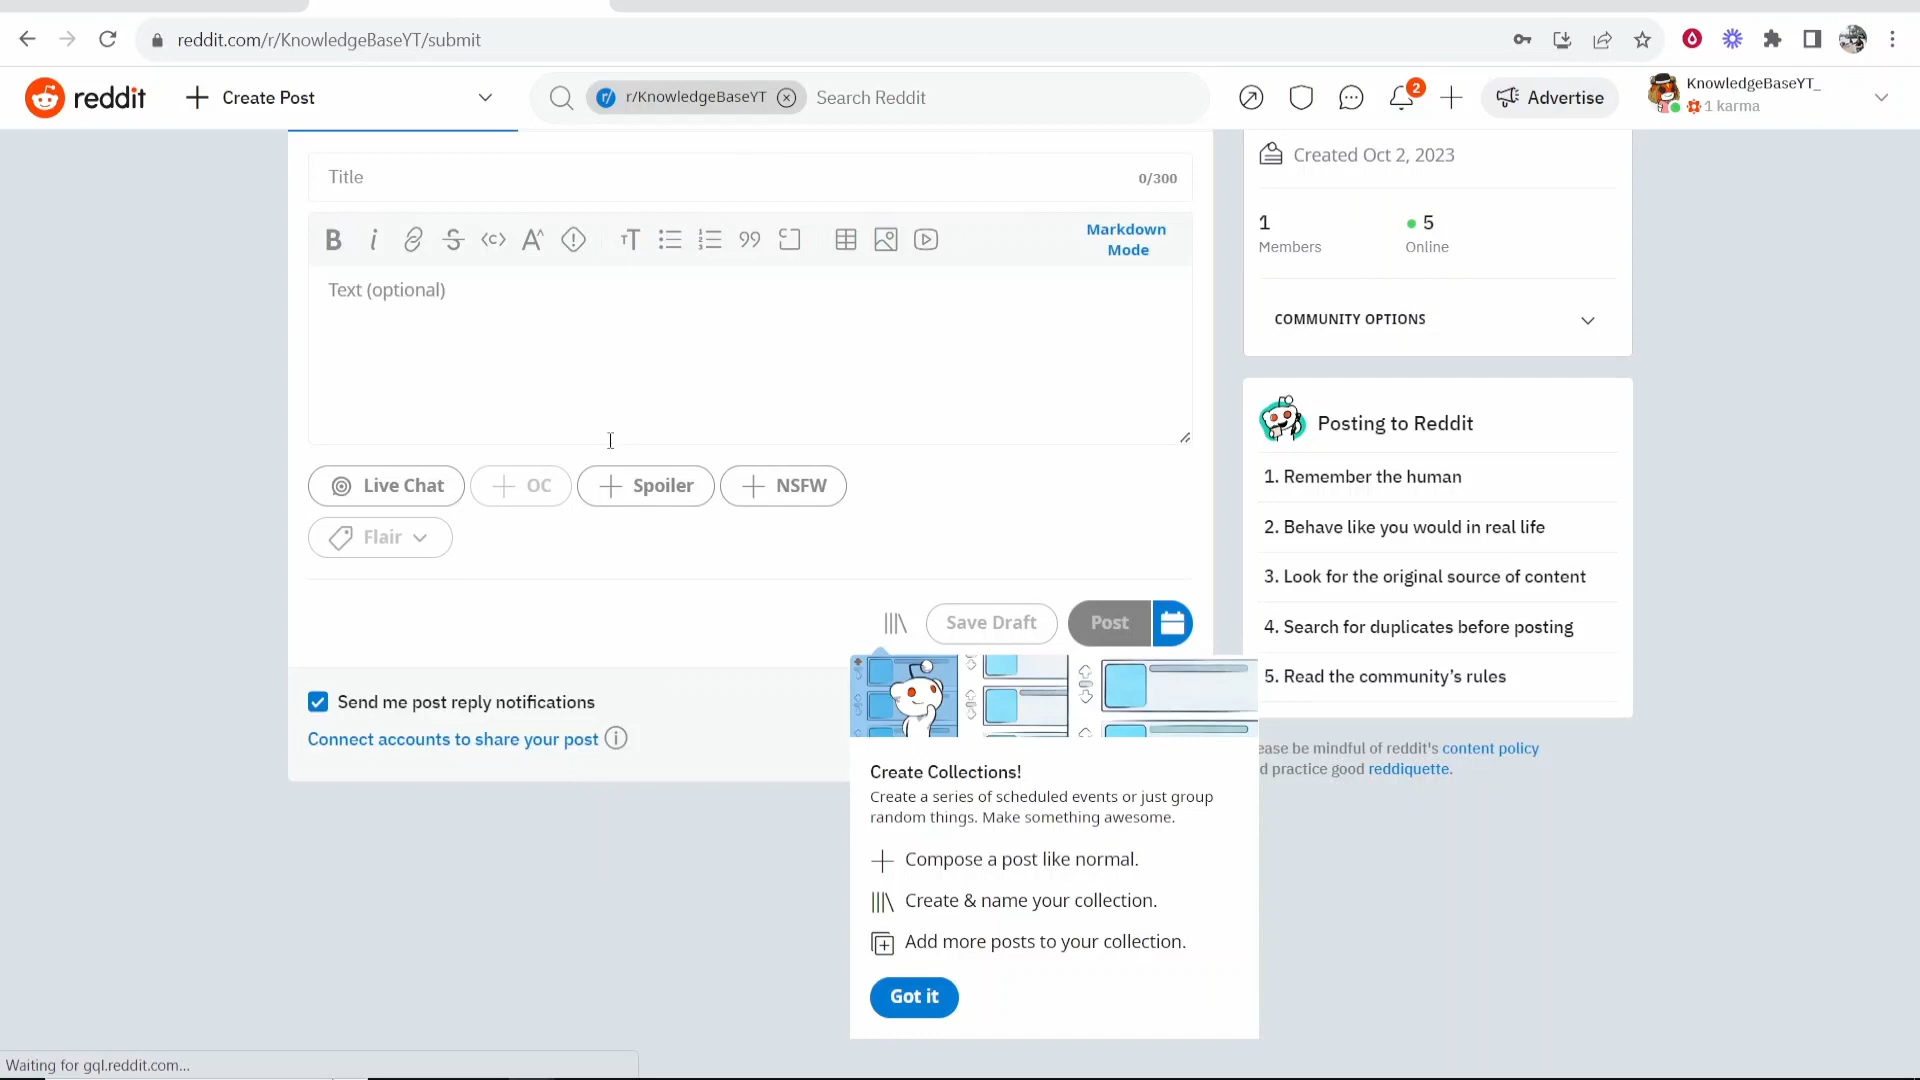 reddit.com/r/KnowledgeBaseYT/submit
reddit
Create Post
r/KnowledgeBaseYT
Search Reddit
2
Advertise
KnowledgeBaseYT_
1 karma
Title
0/300
Markdown
Mode
Text (optional)
Live Chat
OC
Spoiler
NSFW
Flair
Save Draft
Post
Send me post reply notifications
Connect accounts to share your post
Created Oct 2, 2023
1
Members
5
Online
COMMUNITY OPTIONS
Posting to Reddit
1. Remember the human
2. Behave like you would in real life
3. Look for the original source of content
4. Search for duplicates before posting
5. Read the community's rules
ease be mindful of reddit's content policy
d practice good reddiquette.
Create Collections!
Create a series of scheduled events or just group
random things. Make something awesome.
Compose a post like normal.
Create & name your collection.
Add more posts to your collection.
Got it
Waiting for gql.reddit.com...